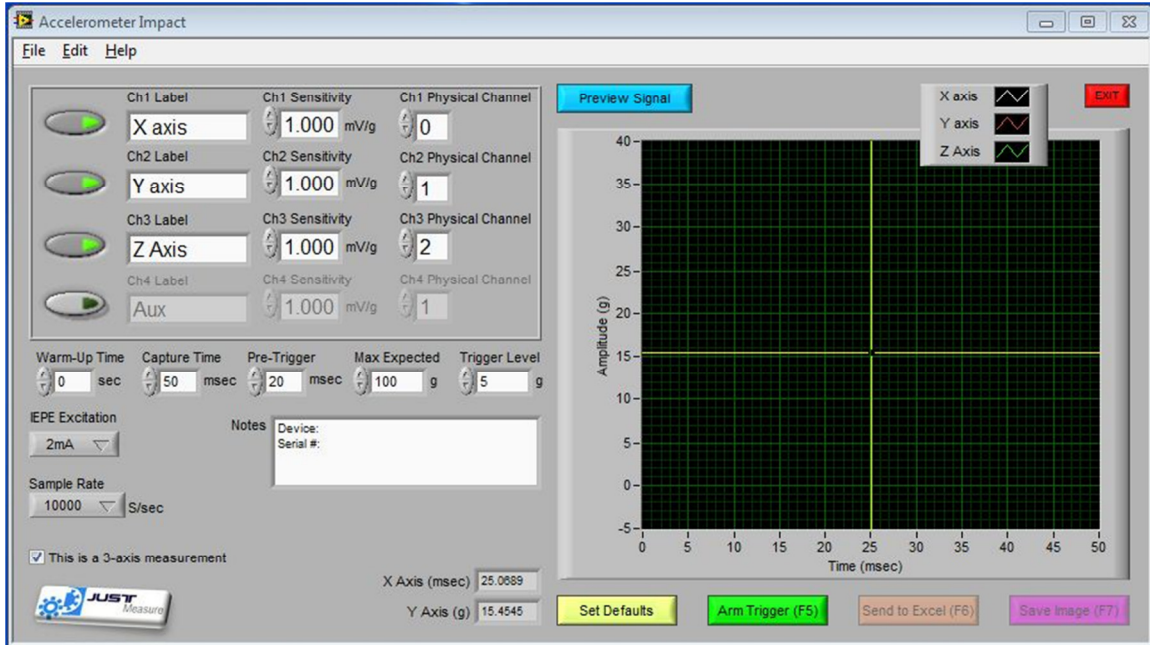 Accelerometer Impact
File Edit Help
Ch1 Label Ch1 Sensitivity Ch1 Physical Channel
X axis 1.000 mV/g 0
Ch2 Label Ch2 Sensitivity Ch2 Physical Channel
Y axis 1.000 mV/g 1
Ch3 Label Ch3 Sensitivity Ch3 Physical Channel
Z Axis 1.000 mV/g 2
Ch4 Label Ch4 Sensitivity Ch4 Physical Channel
Aux 1.000 mV/g 1
Warm-Up Time Capture Time Pre-Trigger Max Expected Trigger Level
0 sec 50 msec 20 msec 100 g 5 g
IEPE Excitation
2mA
Notes
Device:
Serial #:
Sample Rate
10000 S/sec
This is a 3-axis measurement
JUST
Measure
X Axis (msec) 25.0689
Y Axis (g) 15.4545
Preview Signal
X axis
Y axis
Z Axis
EXIT
Amplitude (g)
40
35
30
25
20
15
10
5
0
-5
0 5 10 15 20 25 30 35 40 45 50
Time (msec)
Set Defaults Arm Trigger (F5) Send to Excel (F6) Save Image (F7)